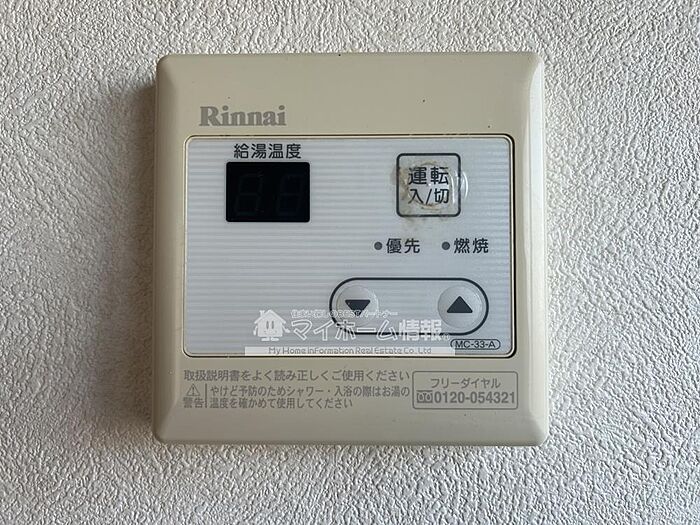 Rinnai
給湯温度
運転
入/切
優先 燃焼
マイホーム情報
My Home information Real Estate Co. Ltd
MC-33-A
取扱説明書をよく読み正しくご使用ください
やけど予防のためシャワー・入浴の際はお湯の
警告 温度を確かめて使用してください
フリーダイヤル
0120-054321